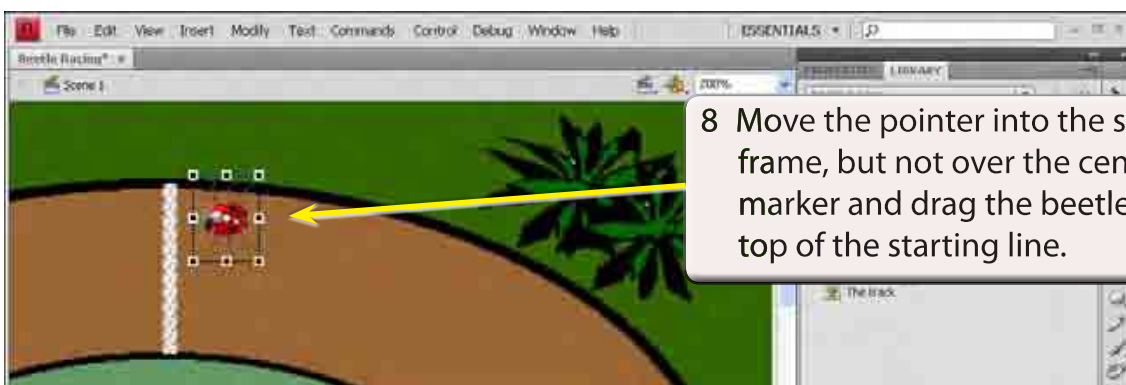 File Edit View Insert Modify Text Commands Control Debug Window Help ESSENTIALS
Beetle Racing*
Scene 1 200%
PROPERTIES LIBRARY
8 Move the pointer into the s
frame, but not over the cen
marker and drag the beetle
top of the starting line.
The track